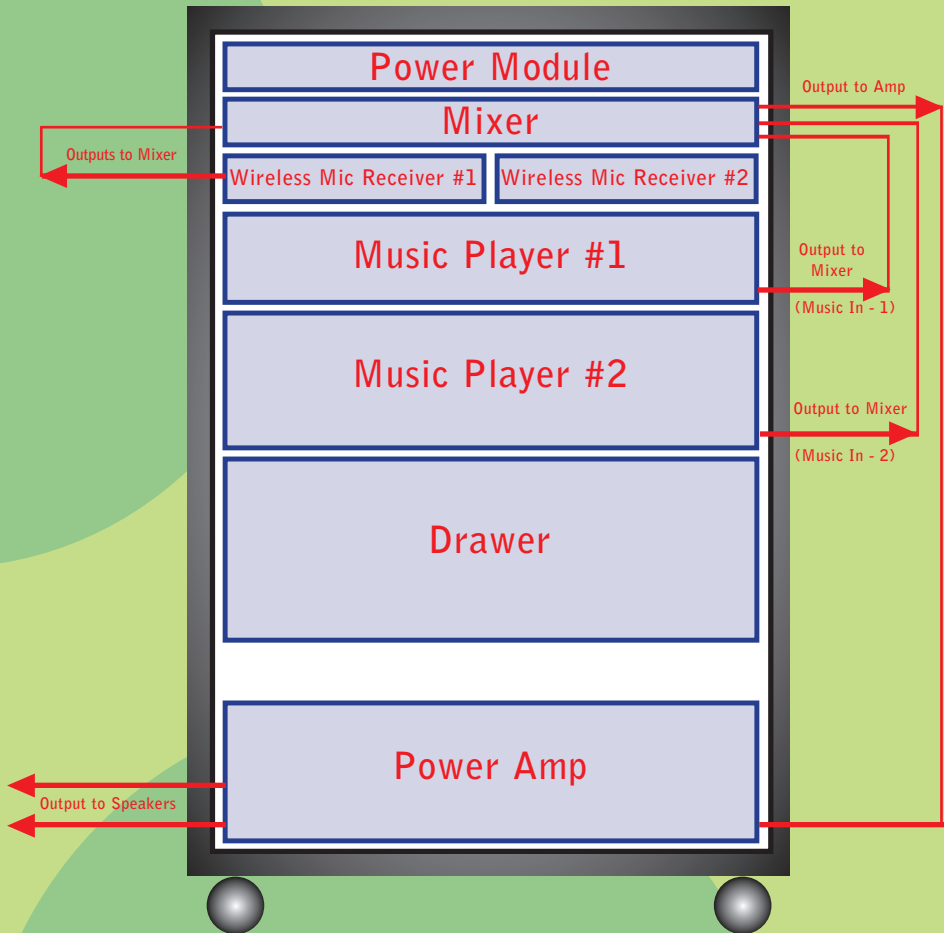 Power Module
Output to Amp
Mixer
Outputs to Mixer
Wireless Mic Receiver #1
Wireless Mic Receiver #2
Music Player #1
Output to
Mixer
(Music In - 1)
Music Player #2
Output to Mixer
(Music In - 2)
Drawer
Power Amp
Output to Speakers